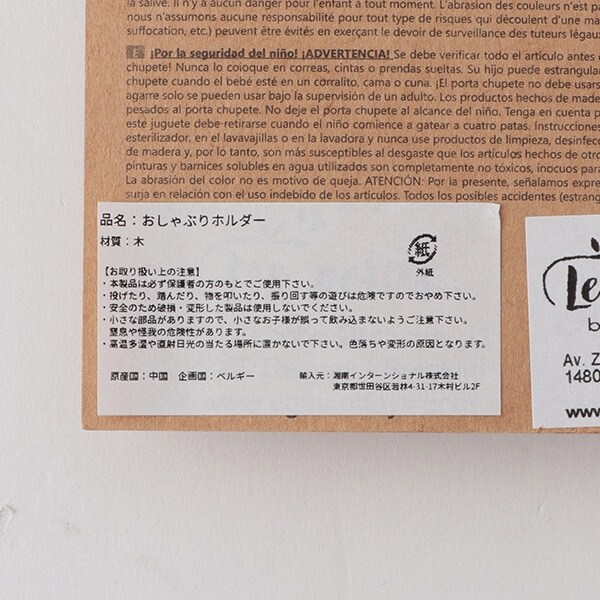 la salive. Il n'y a aucun danger pour l'enfant à tout moment. L'abrasion des couleurs n'est pa
nous n'assumons aucune responsabilité pour tout type de risques qui découlent d'une ma
suffocation, etc.) peuvent être évités en exerçant le devoir de surveillance des tuteurs légaux
E ¡Por la seguridad del niño! ¡ADVERTENCIA! Se debe verificar todo el artículo antes
chupete! Nunca lo coloque en correas, cintas o prendas sueltas. Su hijo puede estrangular
chupete cuando el bebé esté en un corralito, cama o cuna. ¡El porta chupete no debe usars
agarre solo se pueden usar bajo la supervisión de un adulto. Los productos hechos de made
pesados al porta chupete. No deje el porta chupete al alcance del niño. Tenga en cuenta
este juguete debe retirarse cuando el niño comience a gatear a cuatro patas. Instrucciones
esterilizador, en el lavavajillas o en la lavadora y nunca use productos de limpieza, desinfec
de madera y, por lo tanto, son más susceptibles al desgaste que los artículos hechos de otro
pinturas y barnices solubles en agua utilizados son completamente no tóxicos, inocuos para
La abrasión del color no es motivo de queja. ATENCIÓN: Por la presente, señalamos expre
surja en relación con el uso indebido de los artículos. Todos los posibles accidentes (estrang
品名：おしゃぶりホルダー
材質：木
紙
外紙
【お取り扱い上の注意】
・本製品は必ず保護者の方のもとでご使用下さい。
・投げたり、踏んだり、物を叩いたり、振り回す等の遊びは危険ですのでおやめ下さい。
・安全のため破損・変形した製品は使用しないでください。
・小さな部品がありますので、小さなお子様が誤って飲み込まないようご注意下さい。
窒息や怪我の危険性があります。
・高温多湿や直射日光の当たる場所に置かないで下さい。色落ちや変形の原因となります。
原産国：中国 企画国：ベルギー
輸入元：湘南インターンショナル株式会社
東京都世田谷区若林4-31-17木村ビル2F
Le
b
Av. Z
1480
www.